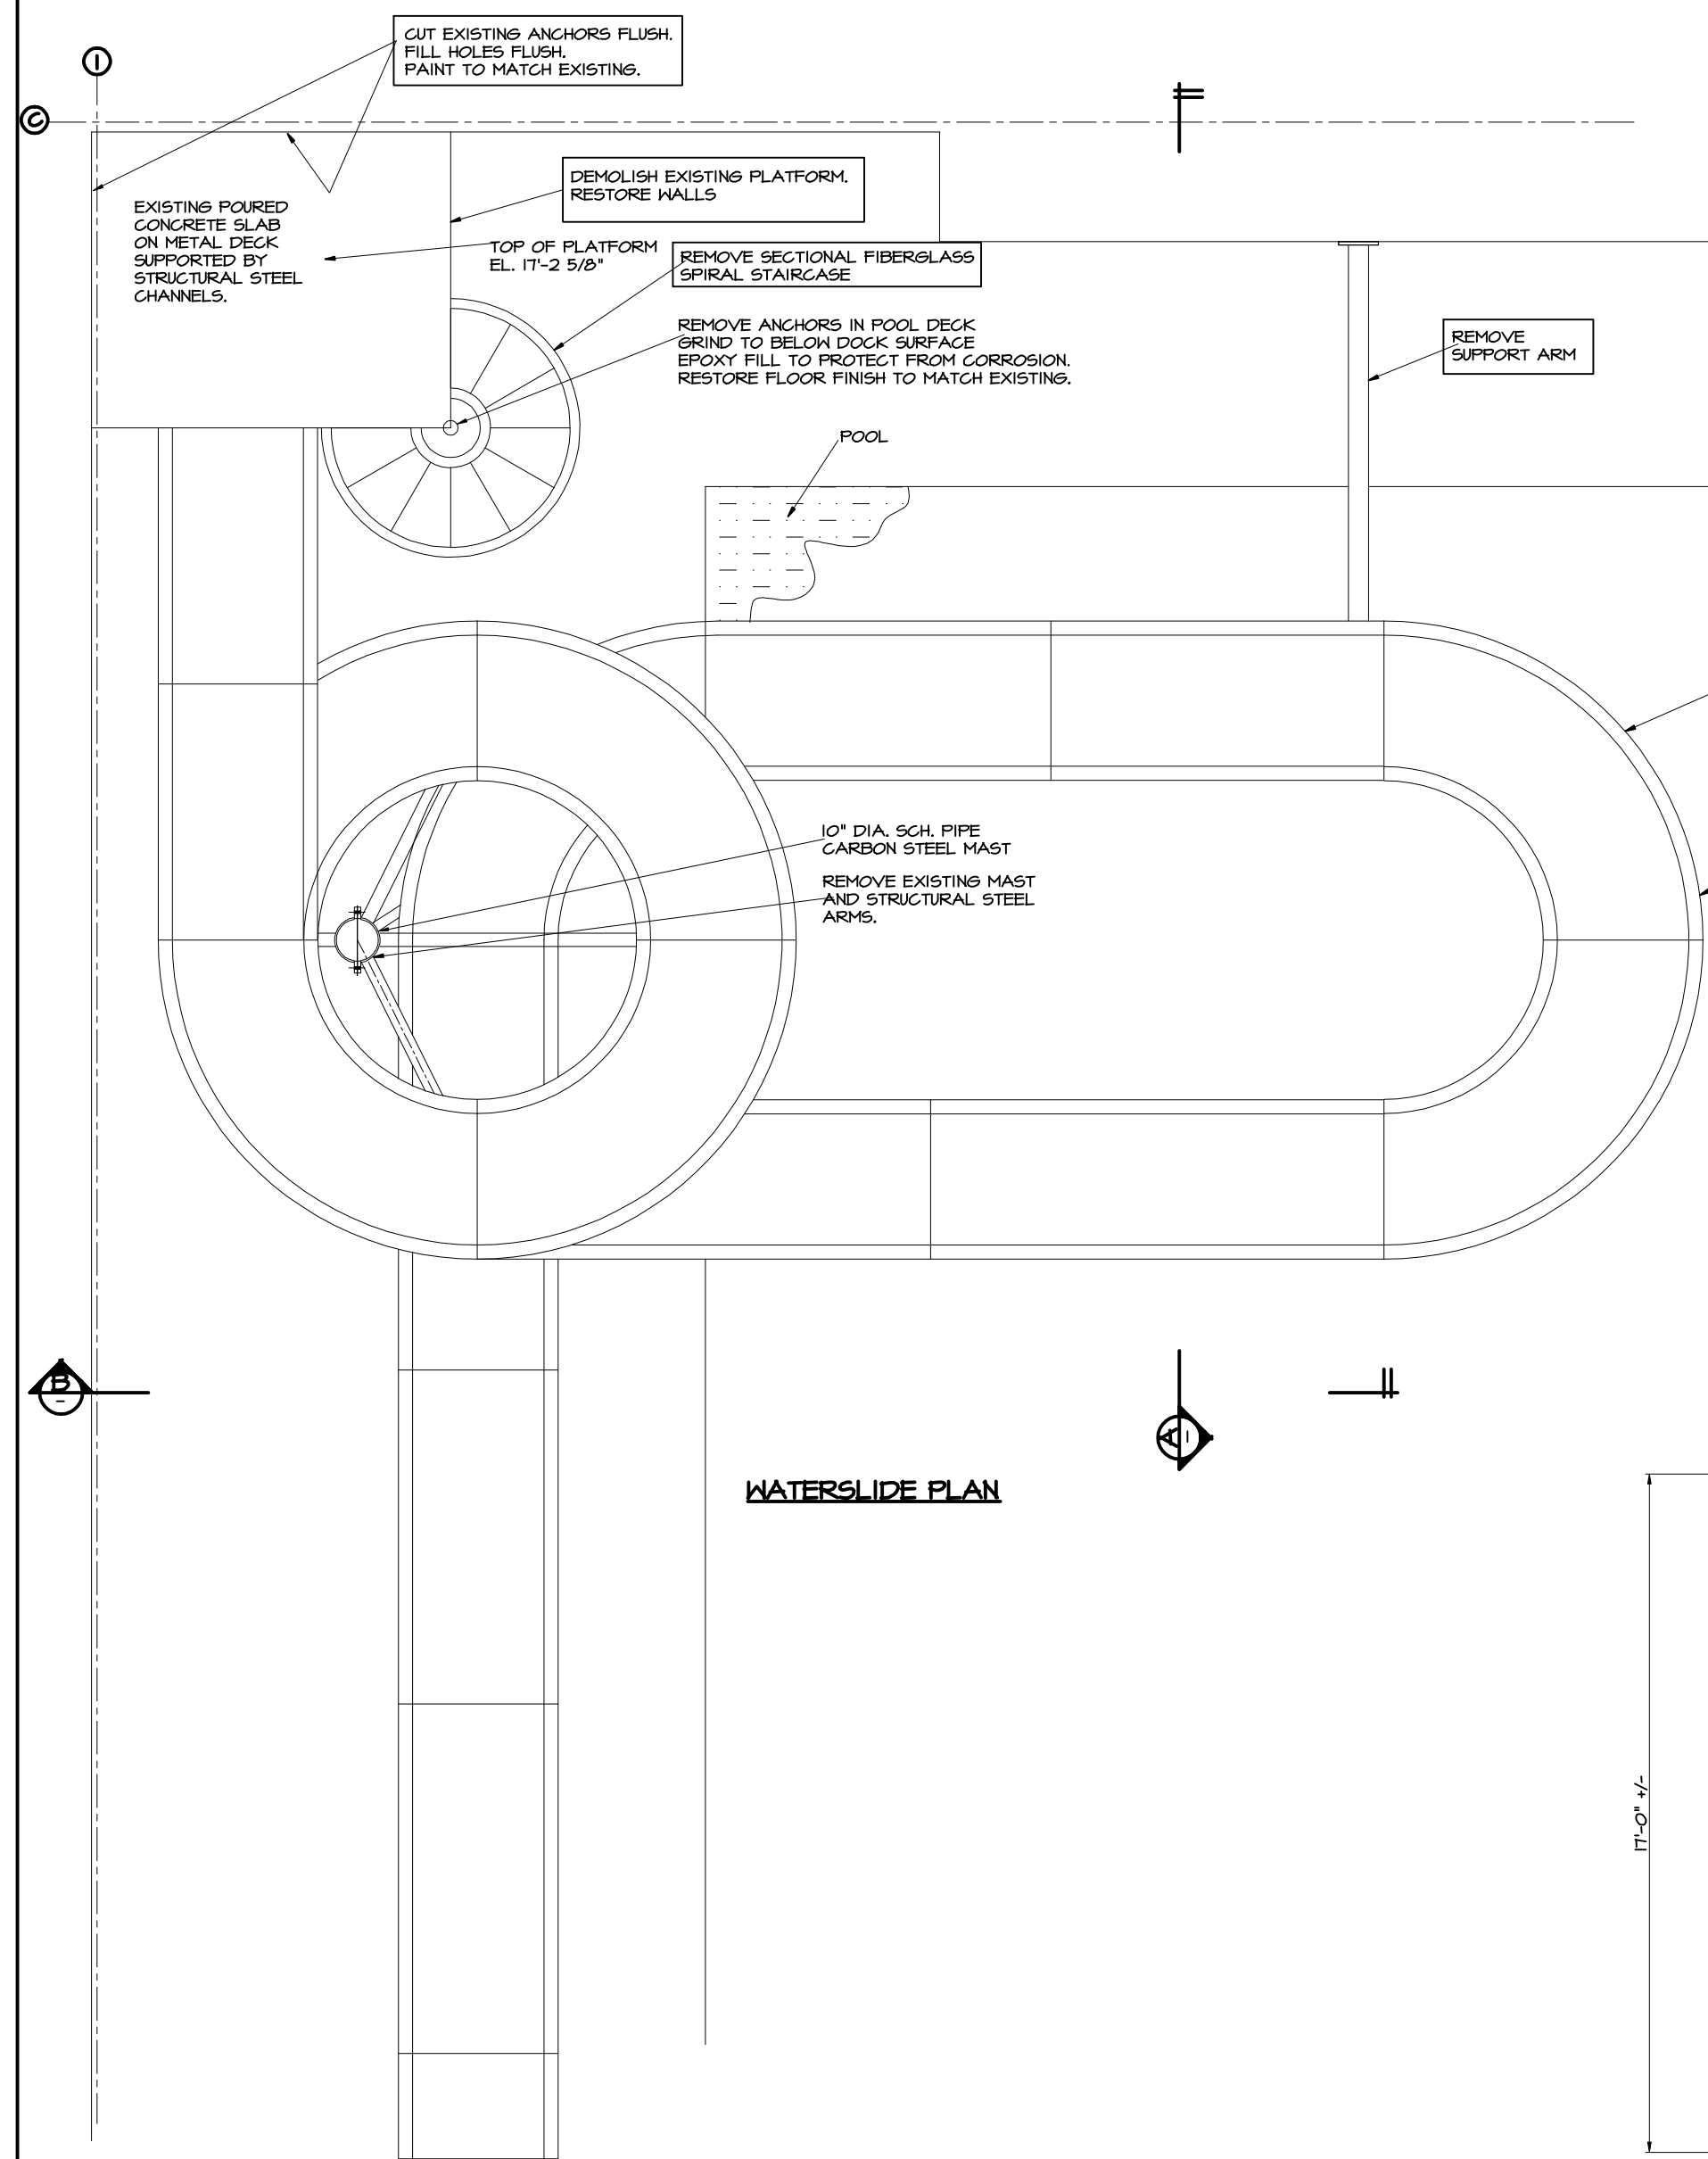 CUT EXISTING ANCHORS FLUSH.
FILL HOLES FLUSH.
PAINT TO MATCH EXISTING.
1
C
DEMOLISH EXISTING PLATFORM.
RESTORE WALLS
EXISTING POURED
CONCRETE SLAB
ON METAL DECK
SUPPORTED BY
STRUCTURAL STEEL
CHANNELS.
TOP OF PLATFORM
EL. 17'-2 5/8"
REMOVE SECTIONAL FIBERGLASS
SPIRAL STAIRCASE
REMOVE ANCHORS IN POOL DECK
GRIND TO BELOW DOCK SURFACE
EPOXY FILL TO PROTECT FROM CORROSION.
RESTORE FLOOR FINISH TO MATCH EXISTING.
REMOVE
SUPPORT ARM
POOL
10" DIA. SCH. PIPE
CARBON STEEL MAST
REMOVE EXISTING MAST
AND STRUCTURAL STEEL
ARMS.
B
-
A
-
WATERSLIDE PLAN
17'-0" +/-